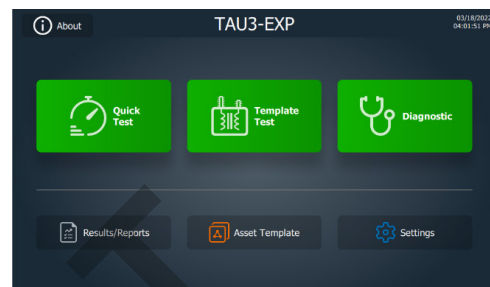 About
TAU3-EXP
03/18/2022
04:01:51 PM
Quick
Test
Template
Test
Diagnostic
Results/Reports
Asset Template
Settings